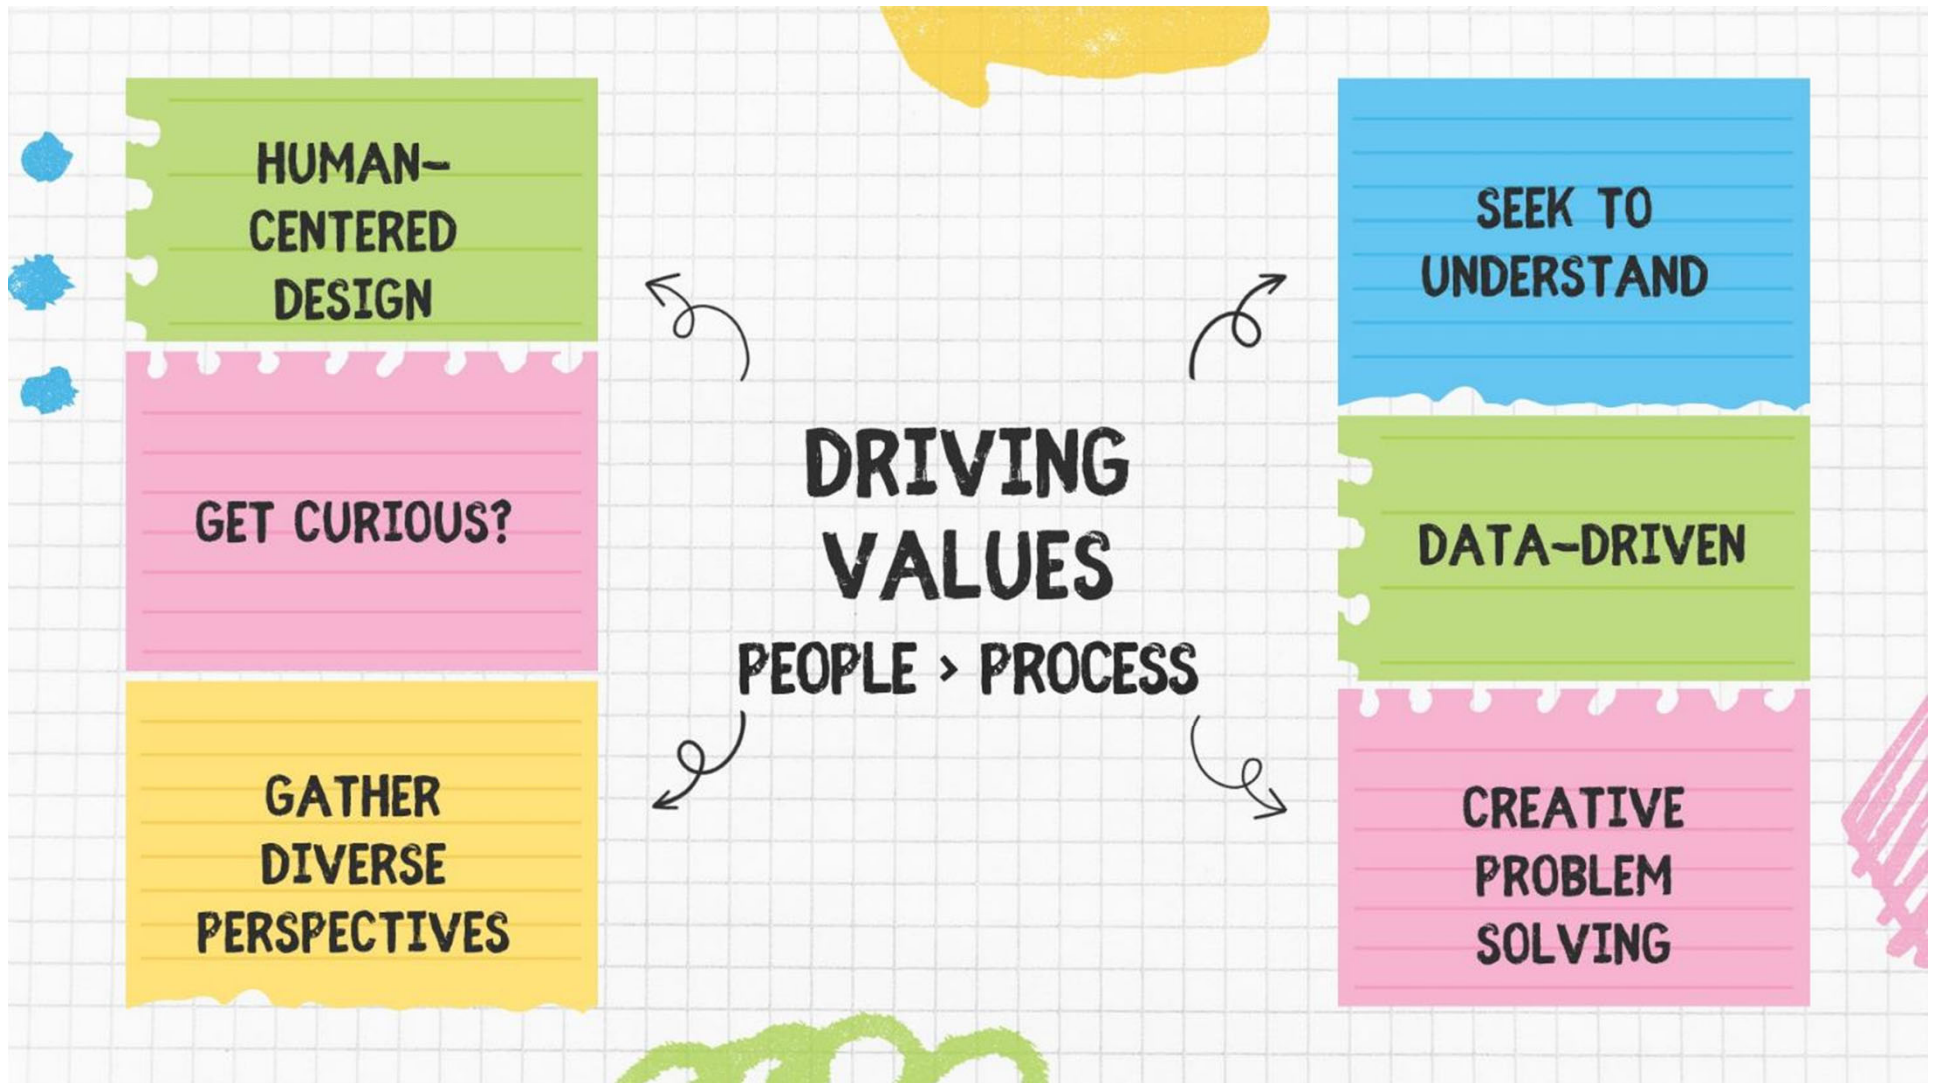 HUMAN-
CENTERED
DESIGN
GET CURIOUS?
GATHER
DIVERSE
PERSPECTIVES
DRIVING
VALUES
PEOPLE > PROCESS
SEEK TO
UNDERSTAND
DATA-DRIVEN
CREATIVE
PROBLEM
SOLVING